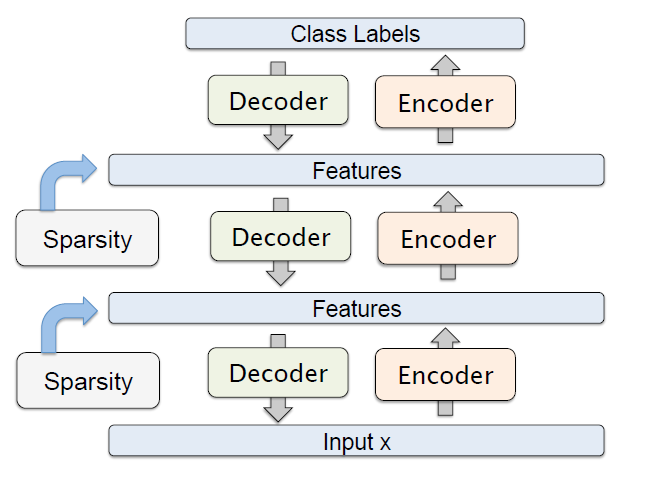 Class Labels
Decoder
Encoder
Features
Sparsity
Decoder
Encoder
Features
Sparsity
Decoder
Encoder
Input x